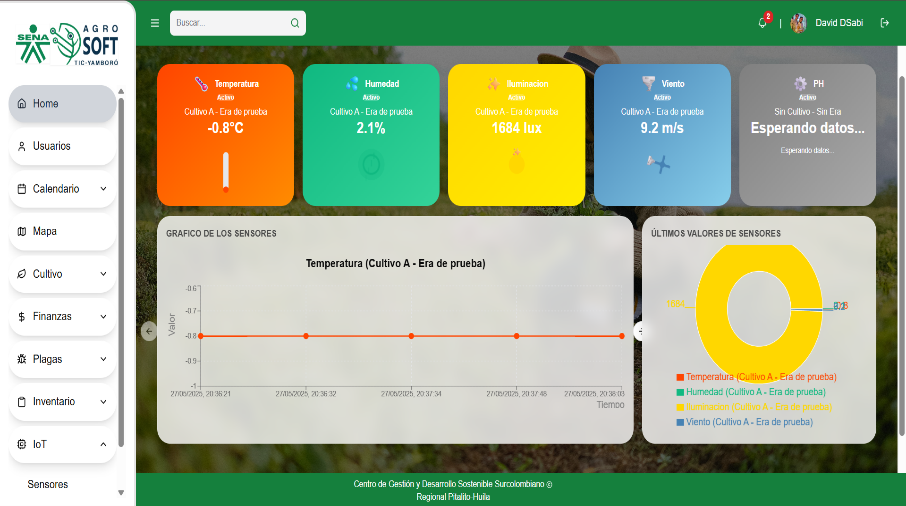 SENA
AGRO
SOFT
TIC-YAMBORÓ
Home
Usuarios
Calendario
Mapa
Cultivo
Finanzas
Plagas
Inventario
IoT
Sensores
Buscar...
2
David DSabi
Temperatura
Activo
Cultivo A - Era de prueba
-0.8°C
Humedad
Activo
Cultivo A - Era de prueba
2.1%
Iluminacion
Activo
Cultivo A - Era de prueba
1684 lux
Viento
Activo
Cultivo A - Era de prueba
9.2 m/s
PH
Activo
Sin Cultivo - Sin Era
Esperando datos...
Esperando datos...
GRAFICO DE LOS SENSORES
Temperatura (Cultivo A - Era de prueba)
-0.6
-0.7
-0.8
-0.9
-1
Valor
27/05/2025, 20:36:21
27/05/2025, 20:36:32
27/05/2025, 20:37:34
27/05/2025, 20:37:48
27/05/2025, 20:38:03
Tiempo
ÚLTIMOS VALORES DE SENSORES
1684
Temperatura (Cultivo A - Era de prueba)
Humedad (Cultivo A - Era de prueba)
Iluminacion (Cultivo A - Era de prueba)
Viento (Cultivo A - Era de prueba)
Centro de Gestión y Desarrollo Sostenible Surcolombiano ©
Regional Pitalito-Huila